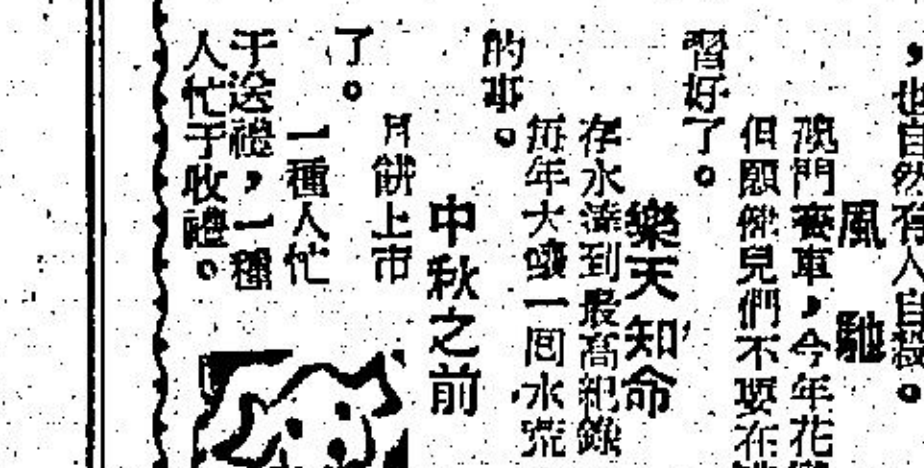 ，也自然有人自殺。
風馳
澳門賽車，今年花
但願健兒們不要在
習好了。
樂天知命
存水達到最高紀錄
每年大嚷一囘水荒
的事。
中秋之前
月餅上市
了。
一種人忙
于送禮，一種
人忙于收禮。